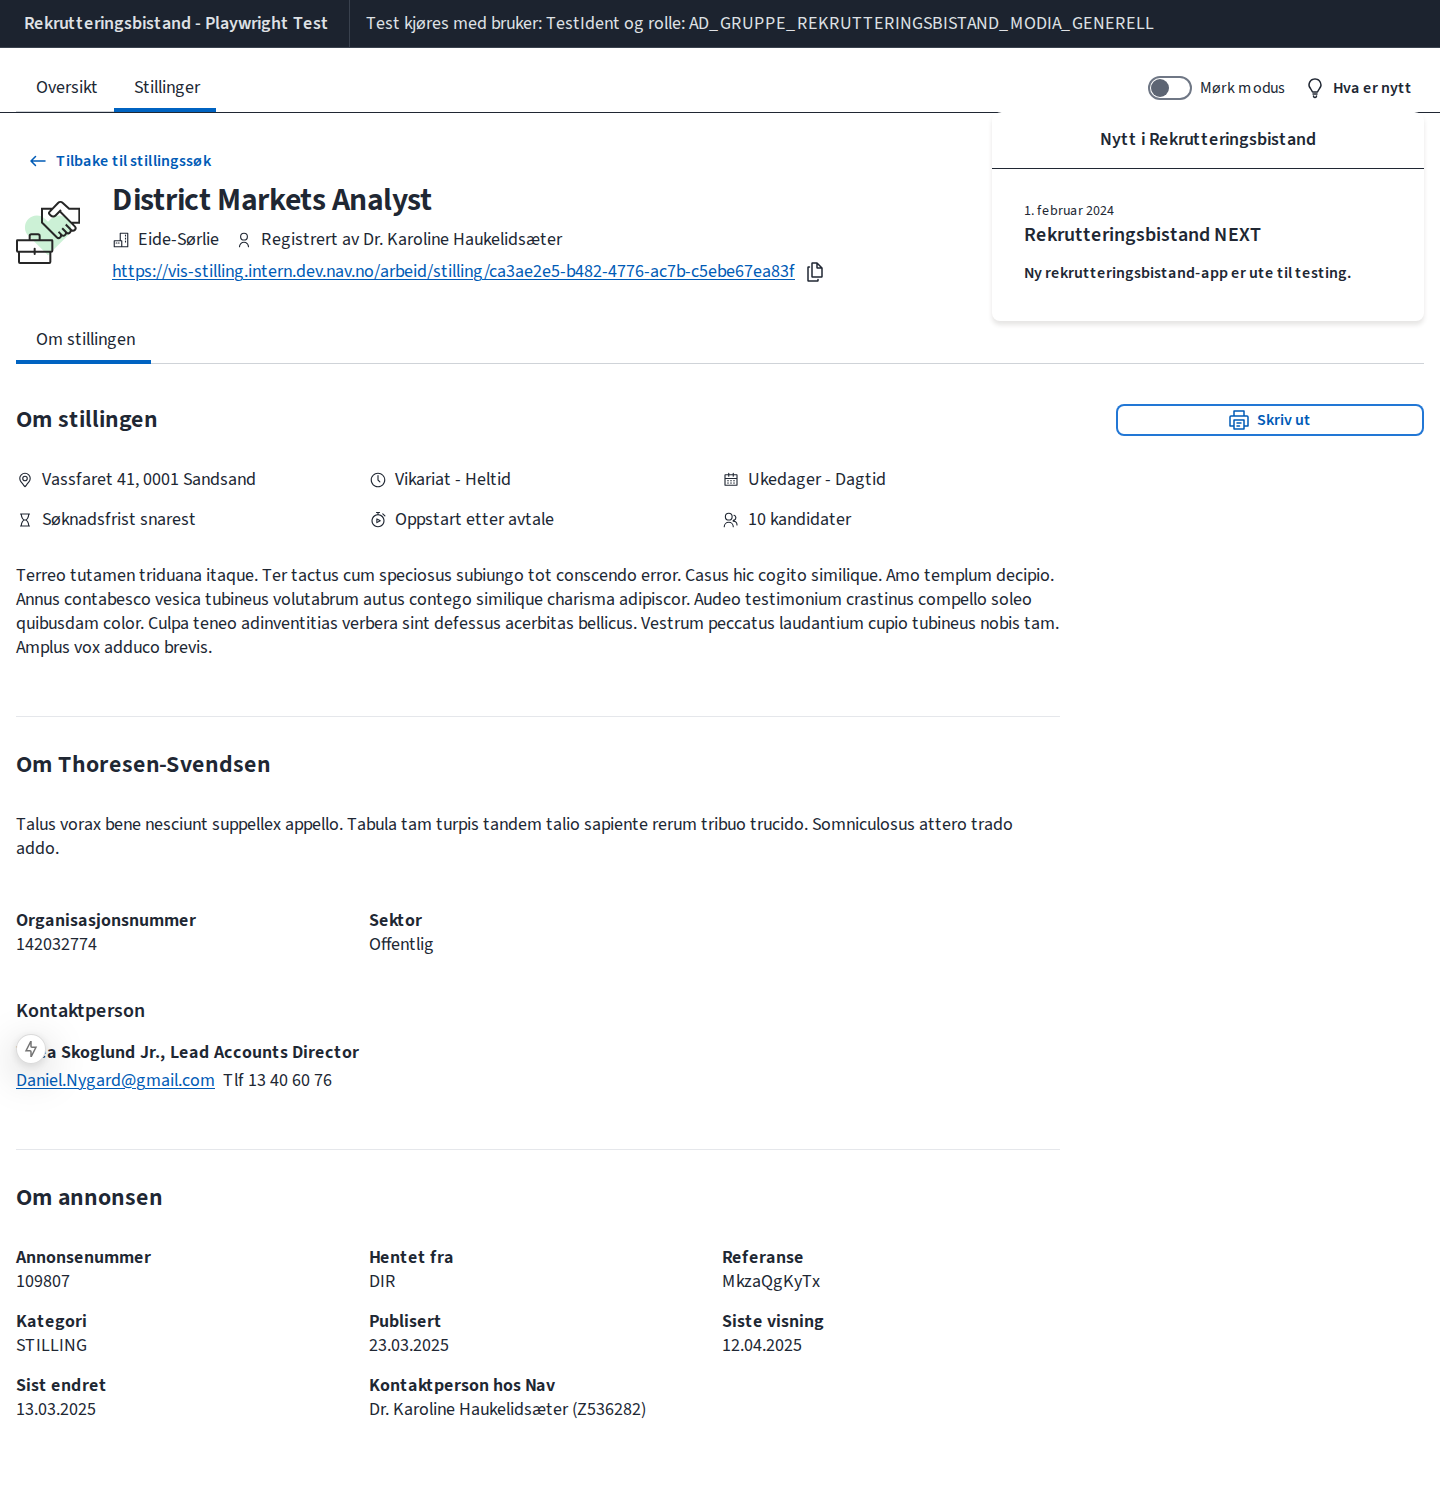 Rekrutteringsbistand - Playwright Test
Test kjøres med bruker: TestIdent og rolle: AD_GRUPPE_REKRUTTERINGSBISTAND_MODIA_GENERELL
Oversikt
Stillinger
Mørk modus
Hva er nytt
Nytt i Rekrutteringsbistand
1. februar 2024
Rekrutteringsbistand NEXT
Ny rekrutteringsbistand-app er ute til testing.
Tilbake til stillingssøk
District Markets Analyst
Eide-Sørlie
Registrert av Dr. Karoline Haukelidsæter
https://vis-stilling.intern.dev.nav.no/arbeid/stilling/ca3ae2e5-b482-4776-ac7b-c5ebe67ea83f
Om stillingen
Om stillingen
Skriv ut
Vassfaret 41, 0001 Sandsand
Vikariat - Heltid
Ukedager - Dagtid
Søknadsfrist snarest
Oppstart etter avtale
10 kandidater
Terreo tutamen triduana itaque. Ter tactus cum speciosus subiungo tot conscendo error. Casus hic cogito similique. Amo templum decipio.
Annus contabesco vesica tubineus volutabrum autus contego similique charisma adipiscor. Audeo testimonium crastinus compello soleo
quibusdam color. Culpa teneo adinventitias verbera sint defessus acerbitas bellicus. Vestrum peccatus laudantium cupio tubineus nobis tam.
Amplus vox adduco brevis.
Om Thoresen-Svendsen
Talus vorax bene nesciunt suppellex appello. Tabula tam turpis tandem talio sapiente rerum tribuo trucido. Somniculosus attero trado
addo.
Organisasjonsnummer
142032774
Sektor
Offentlig
Kontaktperson
Skoglund Jr., Lead Accounts Director
Daniel.Nygard@gmail.com Tlf 13 40 60 76
Om annonsen
Annonsenummer
109807
Hentet fra
DIR
Referanse
MkzaQgKyTx
Kategori
STILLING
Publisert
23.03.2025
Siste visning
12.04.2025
Sist endret
13.03.2025
Kontaktperson hos Nav
Dr. Karoline Haukelidsæter (Z536282)